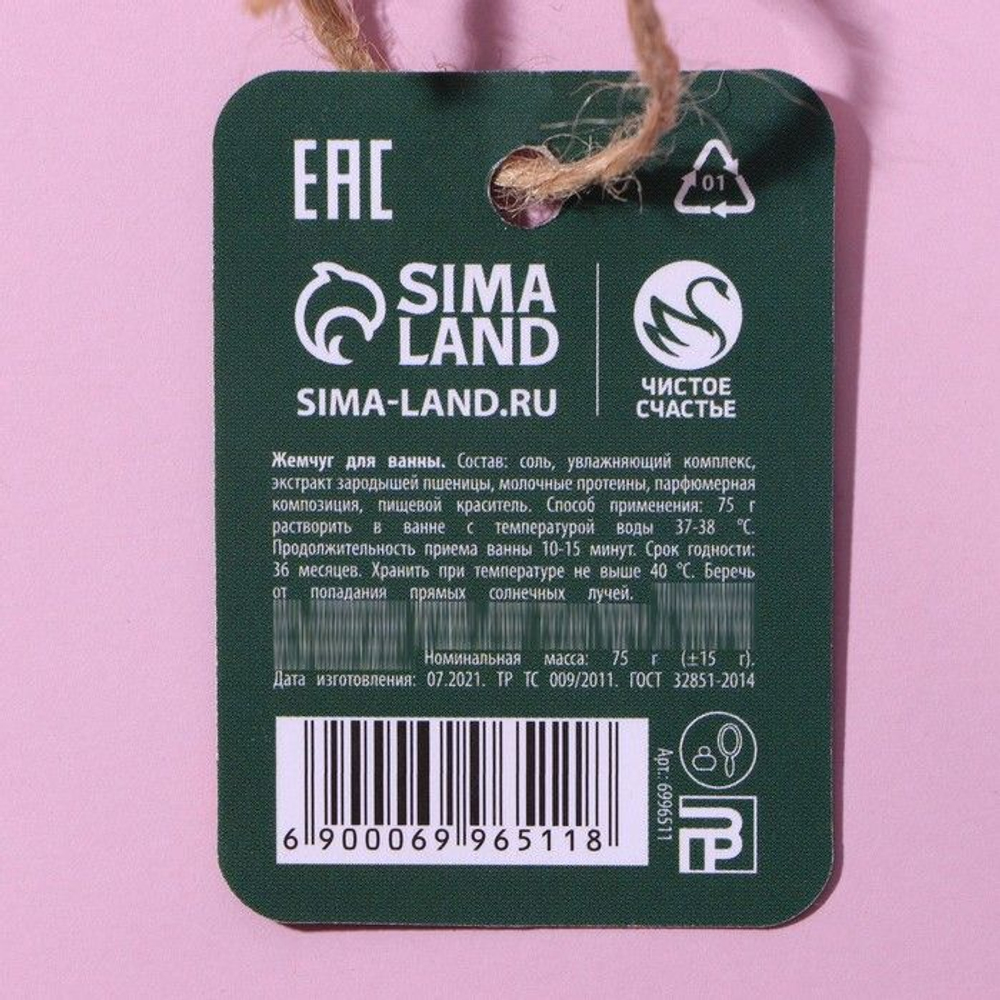 EAC
01
SIMA
LAND
SIMA-LAND.RU
ЧИСТОЕ
СЧАСТЬЕ
Жемчуг для ванны. Состав: соль, увлажняющий комплекс,
экстракт зародышей пшеницы, молочные протеины, парфюмерная
композиция, пищевой краситель. Способ применения: 75 г
растворить в ванне с температурой воды 37-38 °С.
Продолжительность приема ванны 10-15 минут. Срок годности:
36 месяцев. Хранить при температуре не выше 40 °С. Беречь
от попадания прямых солнечных лучей.
Номинальная масса: 75 г (±15 г).
Дата изготовления: 07.2021. ТР ТС 009/2011. ГОСТ 32851-2014
Арт.: 6996511
6 900069 965118